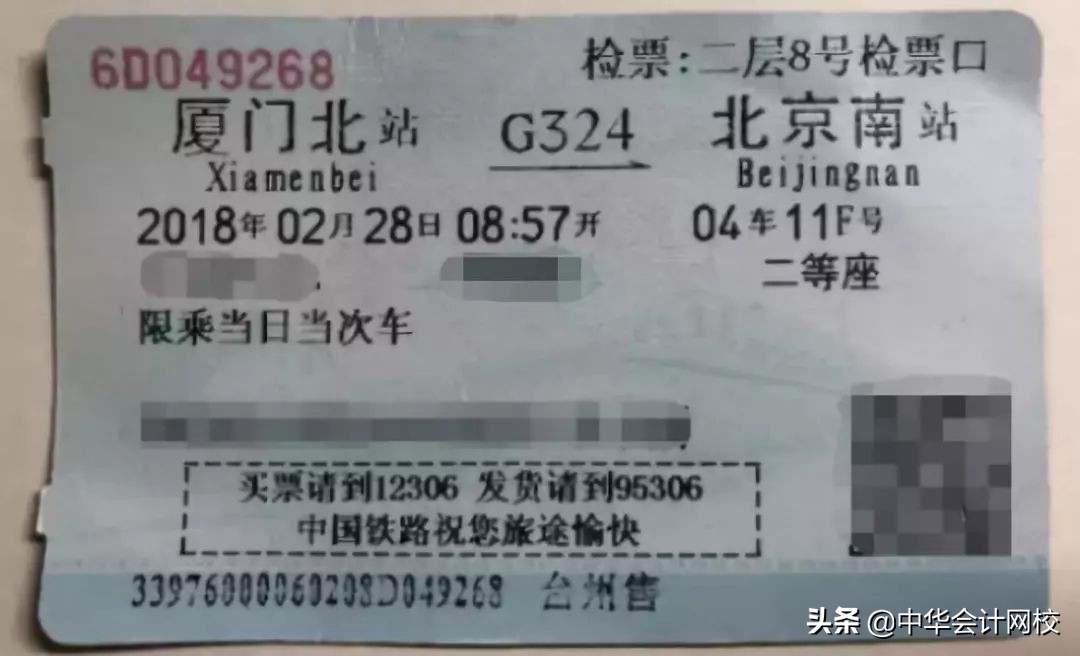 6D049268 检票:二层8号检票口
厦门北站 G324 北京南站
Xiamenbei Beijingnan
2018年02月28日 08:57开 04车11F号
二等座
限乘当日当次车
买票请到12306 发货请到95306
中国铁路祝您旅途愉快
33976000060208D049268 台州售
头条 @中华会计网校